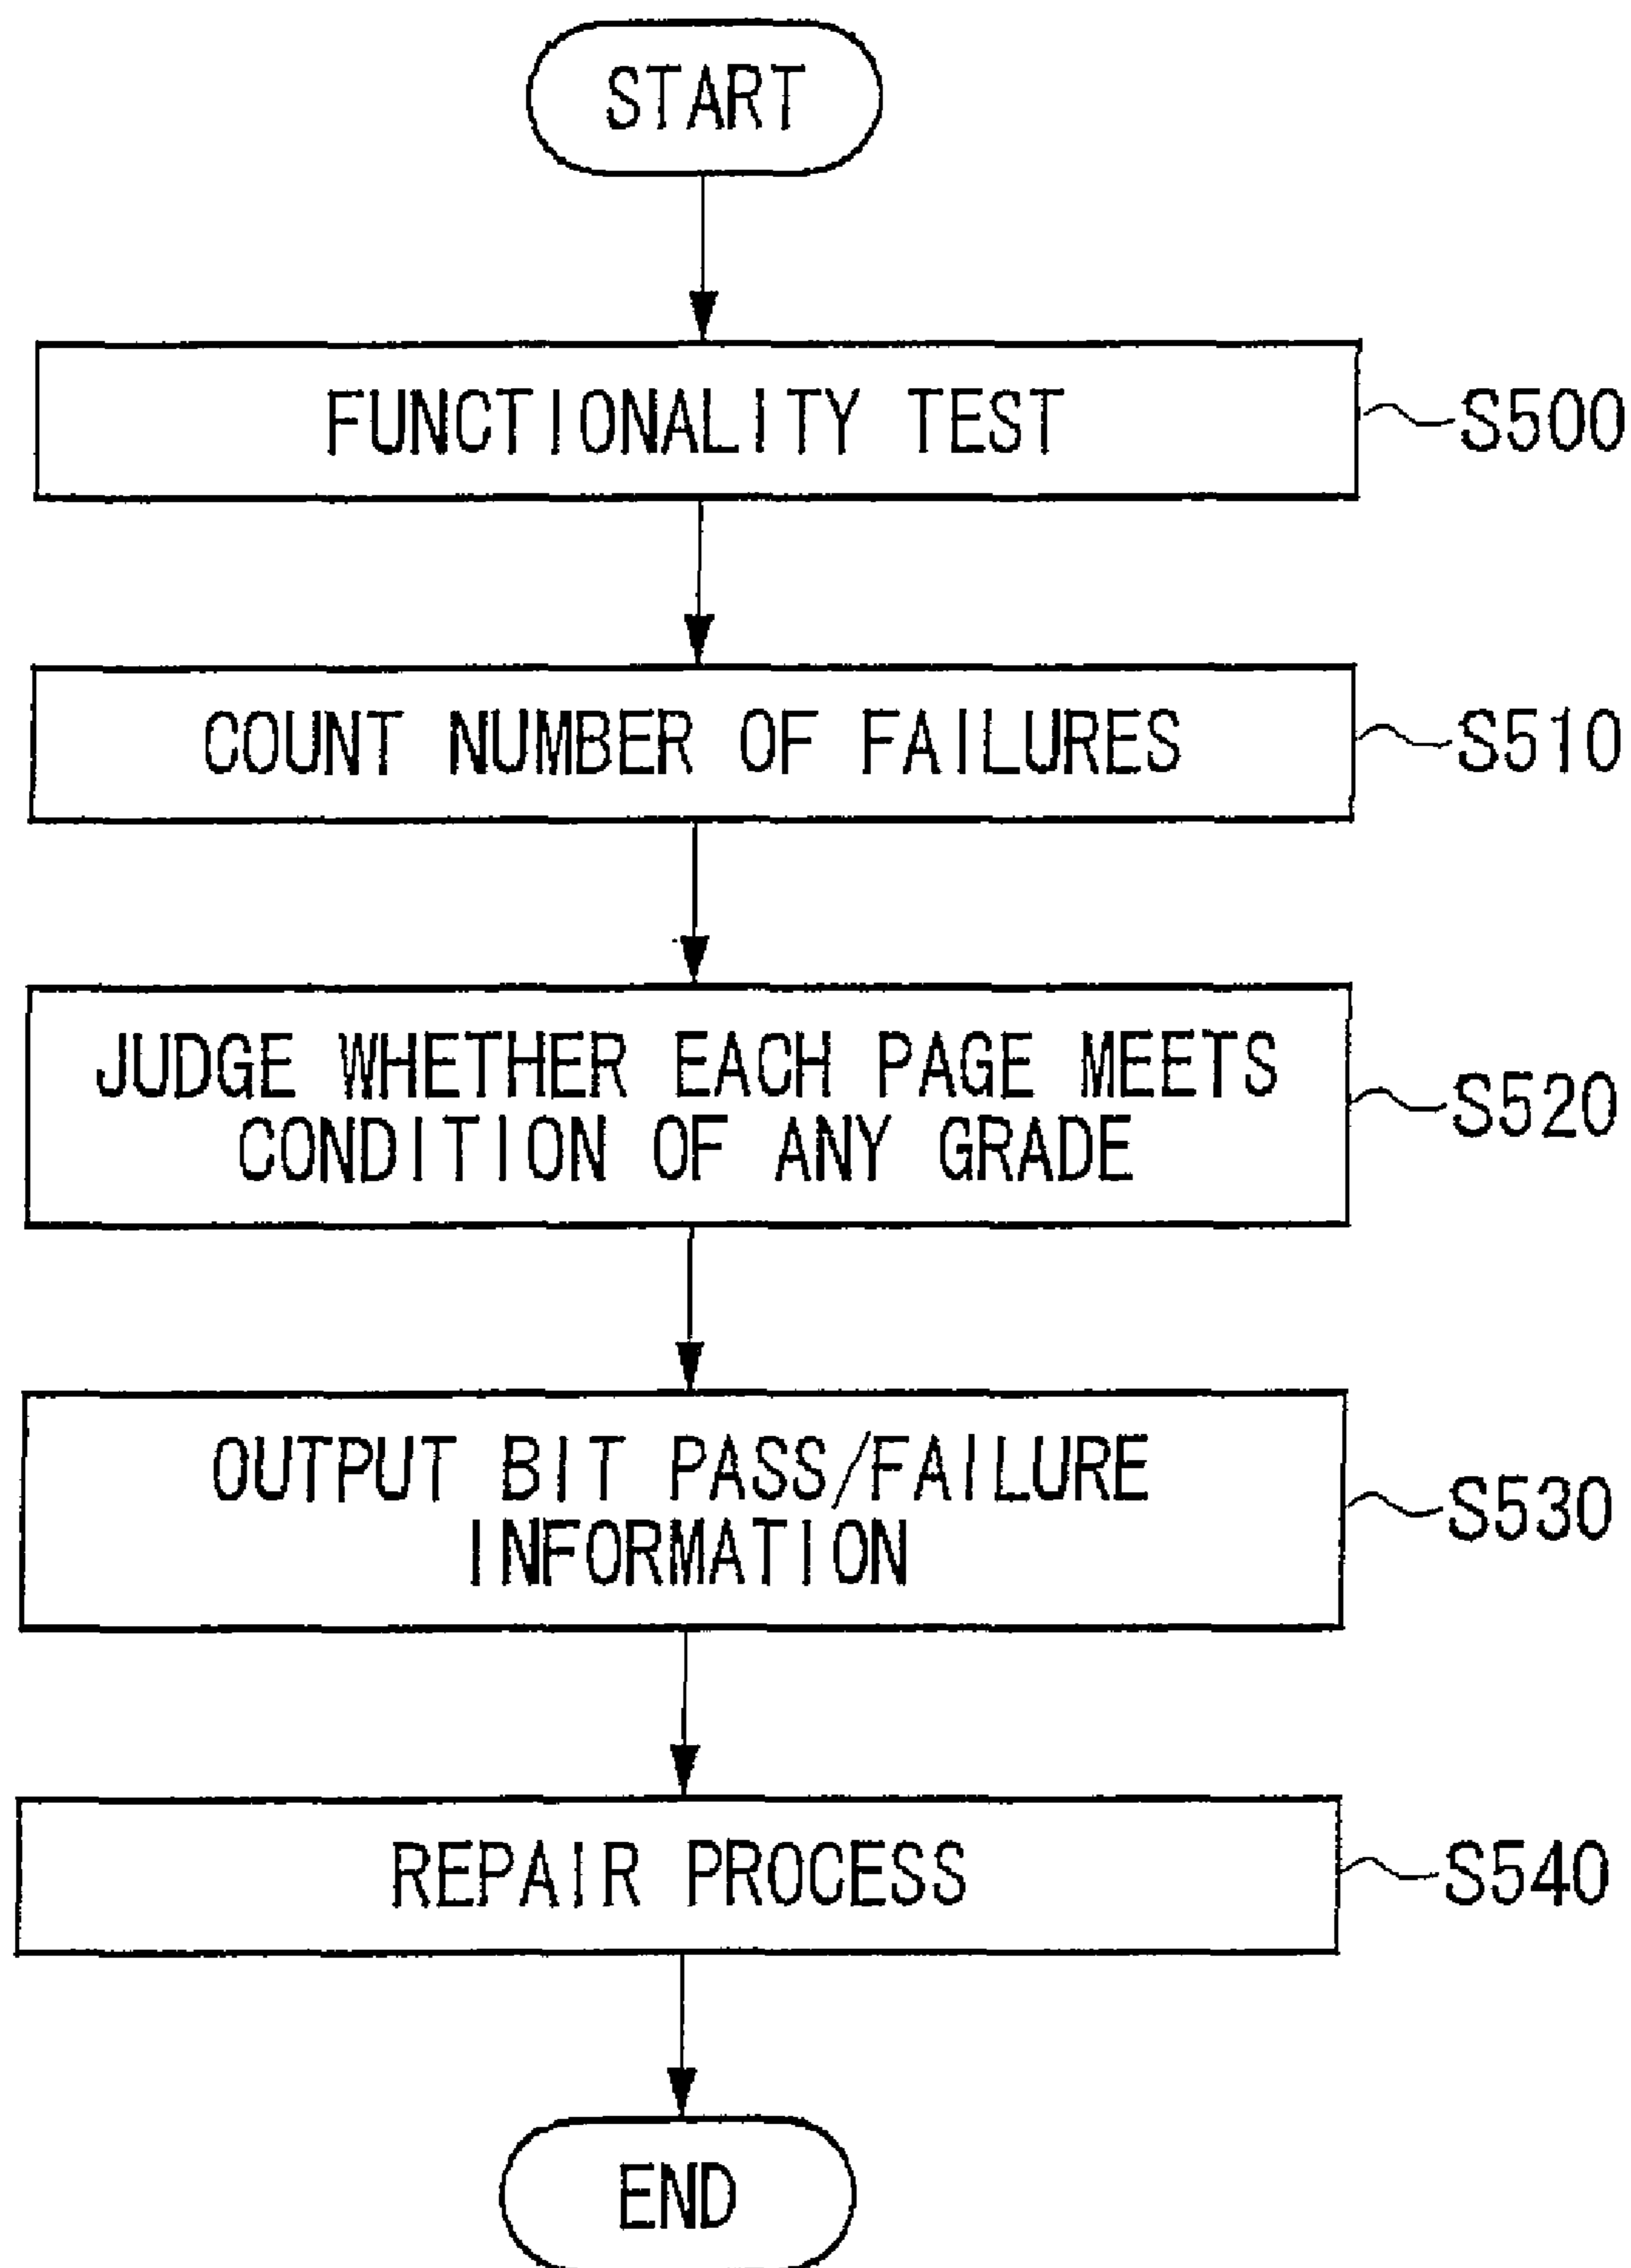 START
FUNCTIONALITY TEST
S500
COUNT NUMBER OF FAILURES
S510
JUDGE WHETHER EACH PAGE MEETS
CONDITION OF ANY GRADE
S520
OUTPUT BIT PASS/FAILURE
INFORMATION
S530
REPAIR PROCESS
S540
END